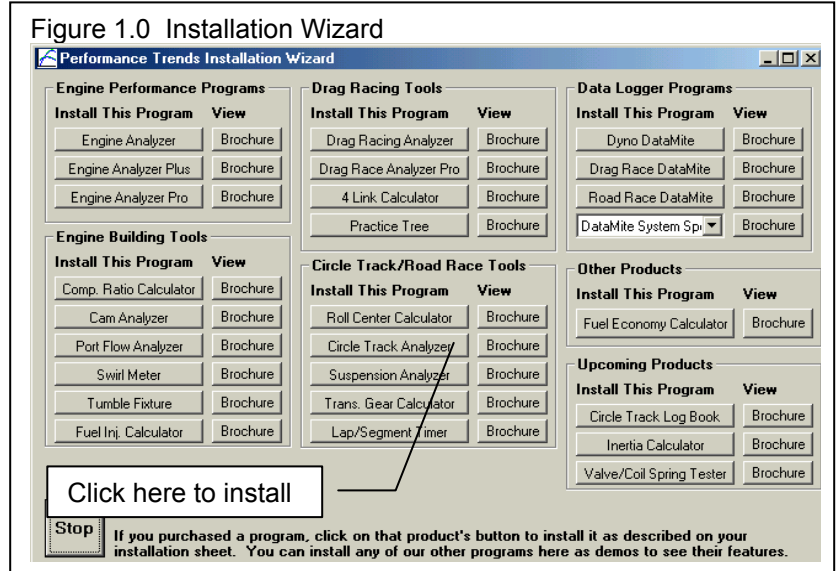 Figure 1.0 Installation Wizard
Performance Trends Installation Wizard
Engine Performance Programs
Install This Program View
Engine Analyzer Brochure
Engine Analyzer Plus Brochure
Engine Analyzer Pro Brochure
Engine Building Tools
Install This Program View
Comp. Ratio Calculator Brochure
Cam Analyzer Brochure
Port Flow Analyzer Brochure
Swirl Meter Brochure
Tumble Fixture Brochure
Fuel Inj. Calculator Brochure
Drag Racing Tools
Install This Program View
Drag Racing Analyzer Brochure
Drag Race Analyzer Pro Brochure
4 Link Calculator Brochure
Practice Tree Brochure
Circle Track/Road Race Tools
Install This Program View
Roll Center Calculator Brochure
Circle Track Analyzer Brochure
Suspension Analyzer Brochure
Trans. Gear Calculator Brochure
Lap/Segment Timer Brochure
Data Logger Programs
Install This Program View
Dyno DataMite Brochure
Drag Race DataMite Brochure
Road Race DataMite Brochure
DataMite System Brochure
Other Products
Install This Program View
Fuel Economy Calculator Brochure
Upcoming Products
Install This Program View
Circle Track Log Book Brochure
Inertia Calculator Brochure
Valve/Coil Spring Tester Brochure
Click here to install
Stop
If you purchased a program, click on that product's button to install it as described on your
installation sheet. You can install any of our other programs here as demos to see their features.